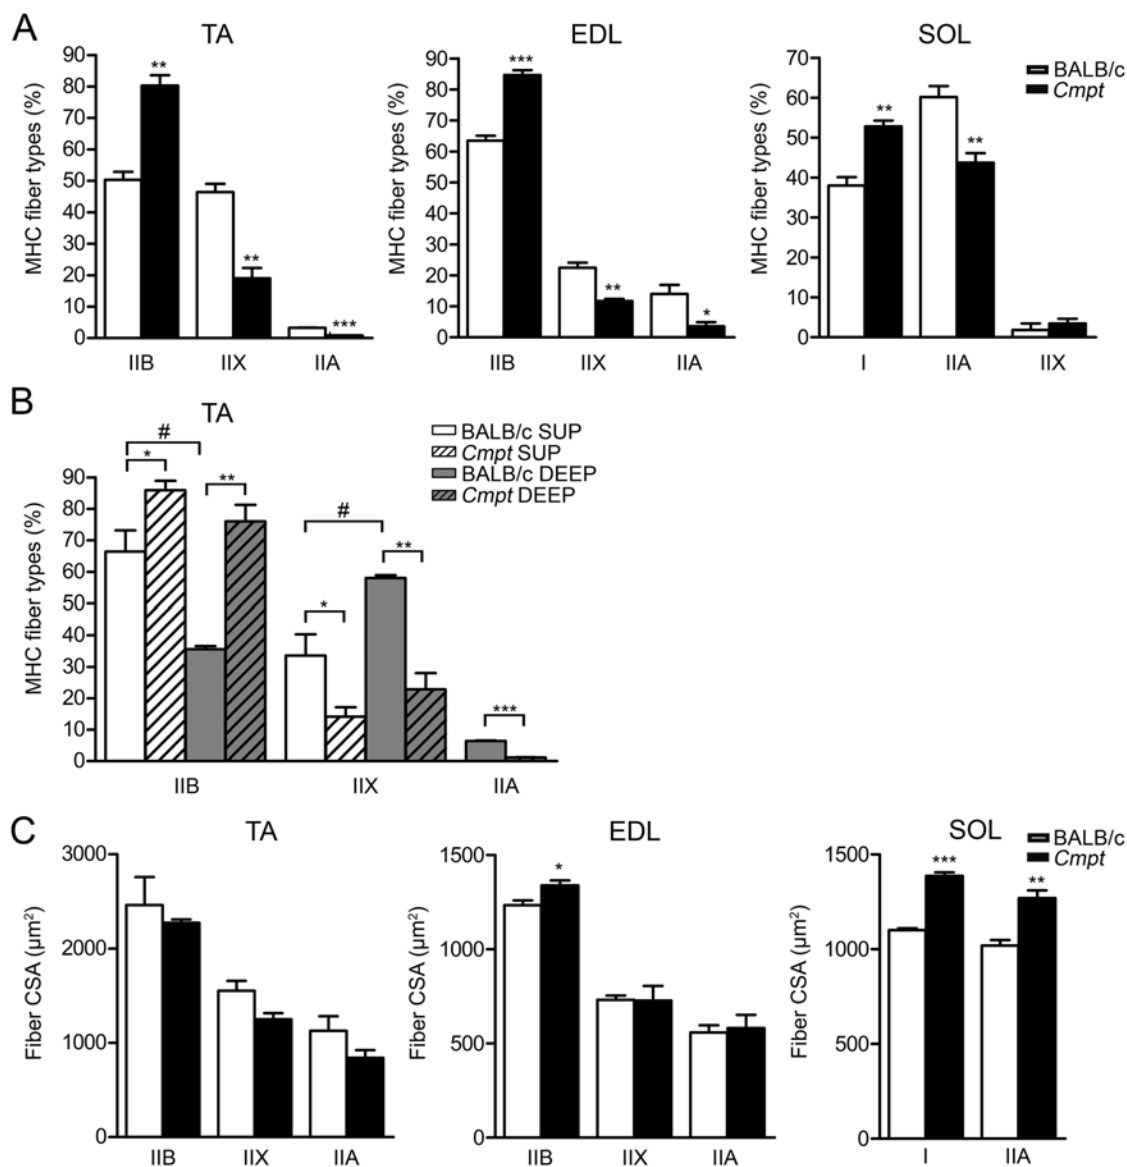 A
TA
EDL
SOL
BALB/c
Cmpt
MHC fiber types (%)
90
80
70
60
50
40
30
20
10
0
**
**
***
IIB
IIX
IIA
MHC fiber types (%)
90
80
70
60
50
40
30
20
10
0
***
**
*
IIB
IIX
IIA
MHC fiber types (%)
70
60
50
40
30
20
10
0
**
**
I
IIA
IIX
B
TA
BALB/c SUP
Cmpt SUP
BALB/c DEEP
Cmpt DEEP
MHC fiber types (%)
90
80
70
60
50
40
30
20
10
0
#
*
**
#
*
**
***
IIB
IIX
IIA
C
TA
EDL
SOL
BALB/c
Cmpt
Fiber CSA (µm²)
3000
2000
1000
0
IIB
IIX
IIA
Fiber CSA (µm²)
1500
1000
500
0
*
IIB
IIX
IIA
Fiber CSA (µm²)
1500
1000
500
0
***
**
I
IIA